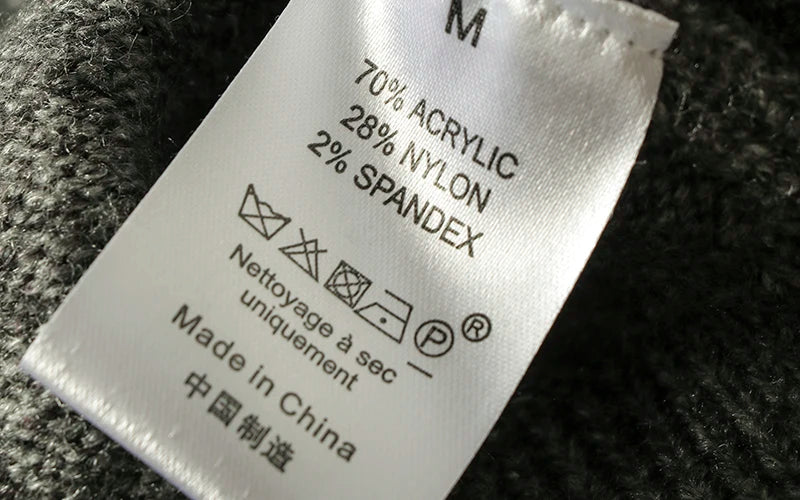 M
70% ACRYLIC
28% NYLON
2% SPANDEX
P ®
Nettoyage à sec
uniquement
Made in China
中国制造